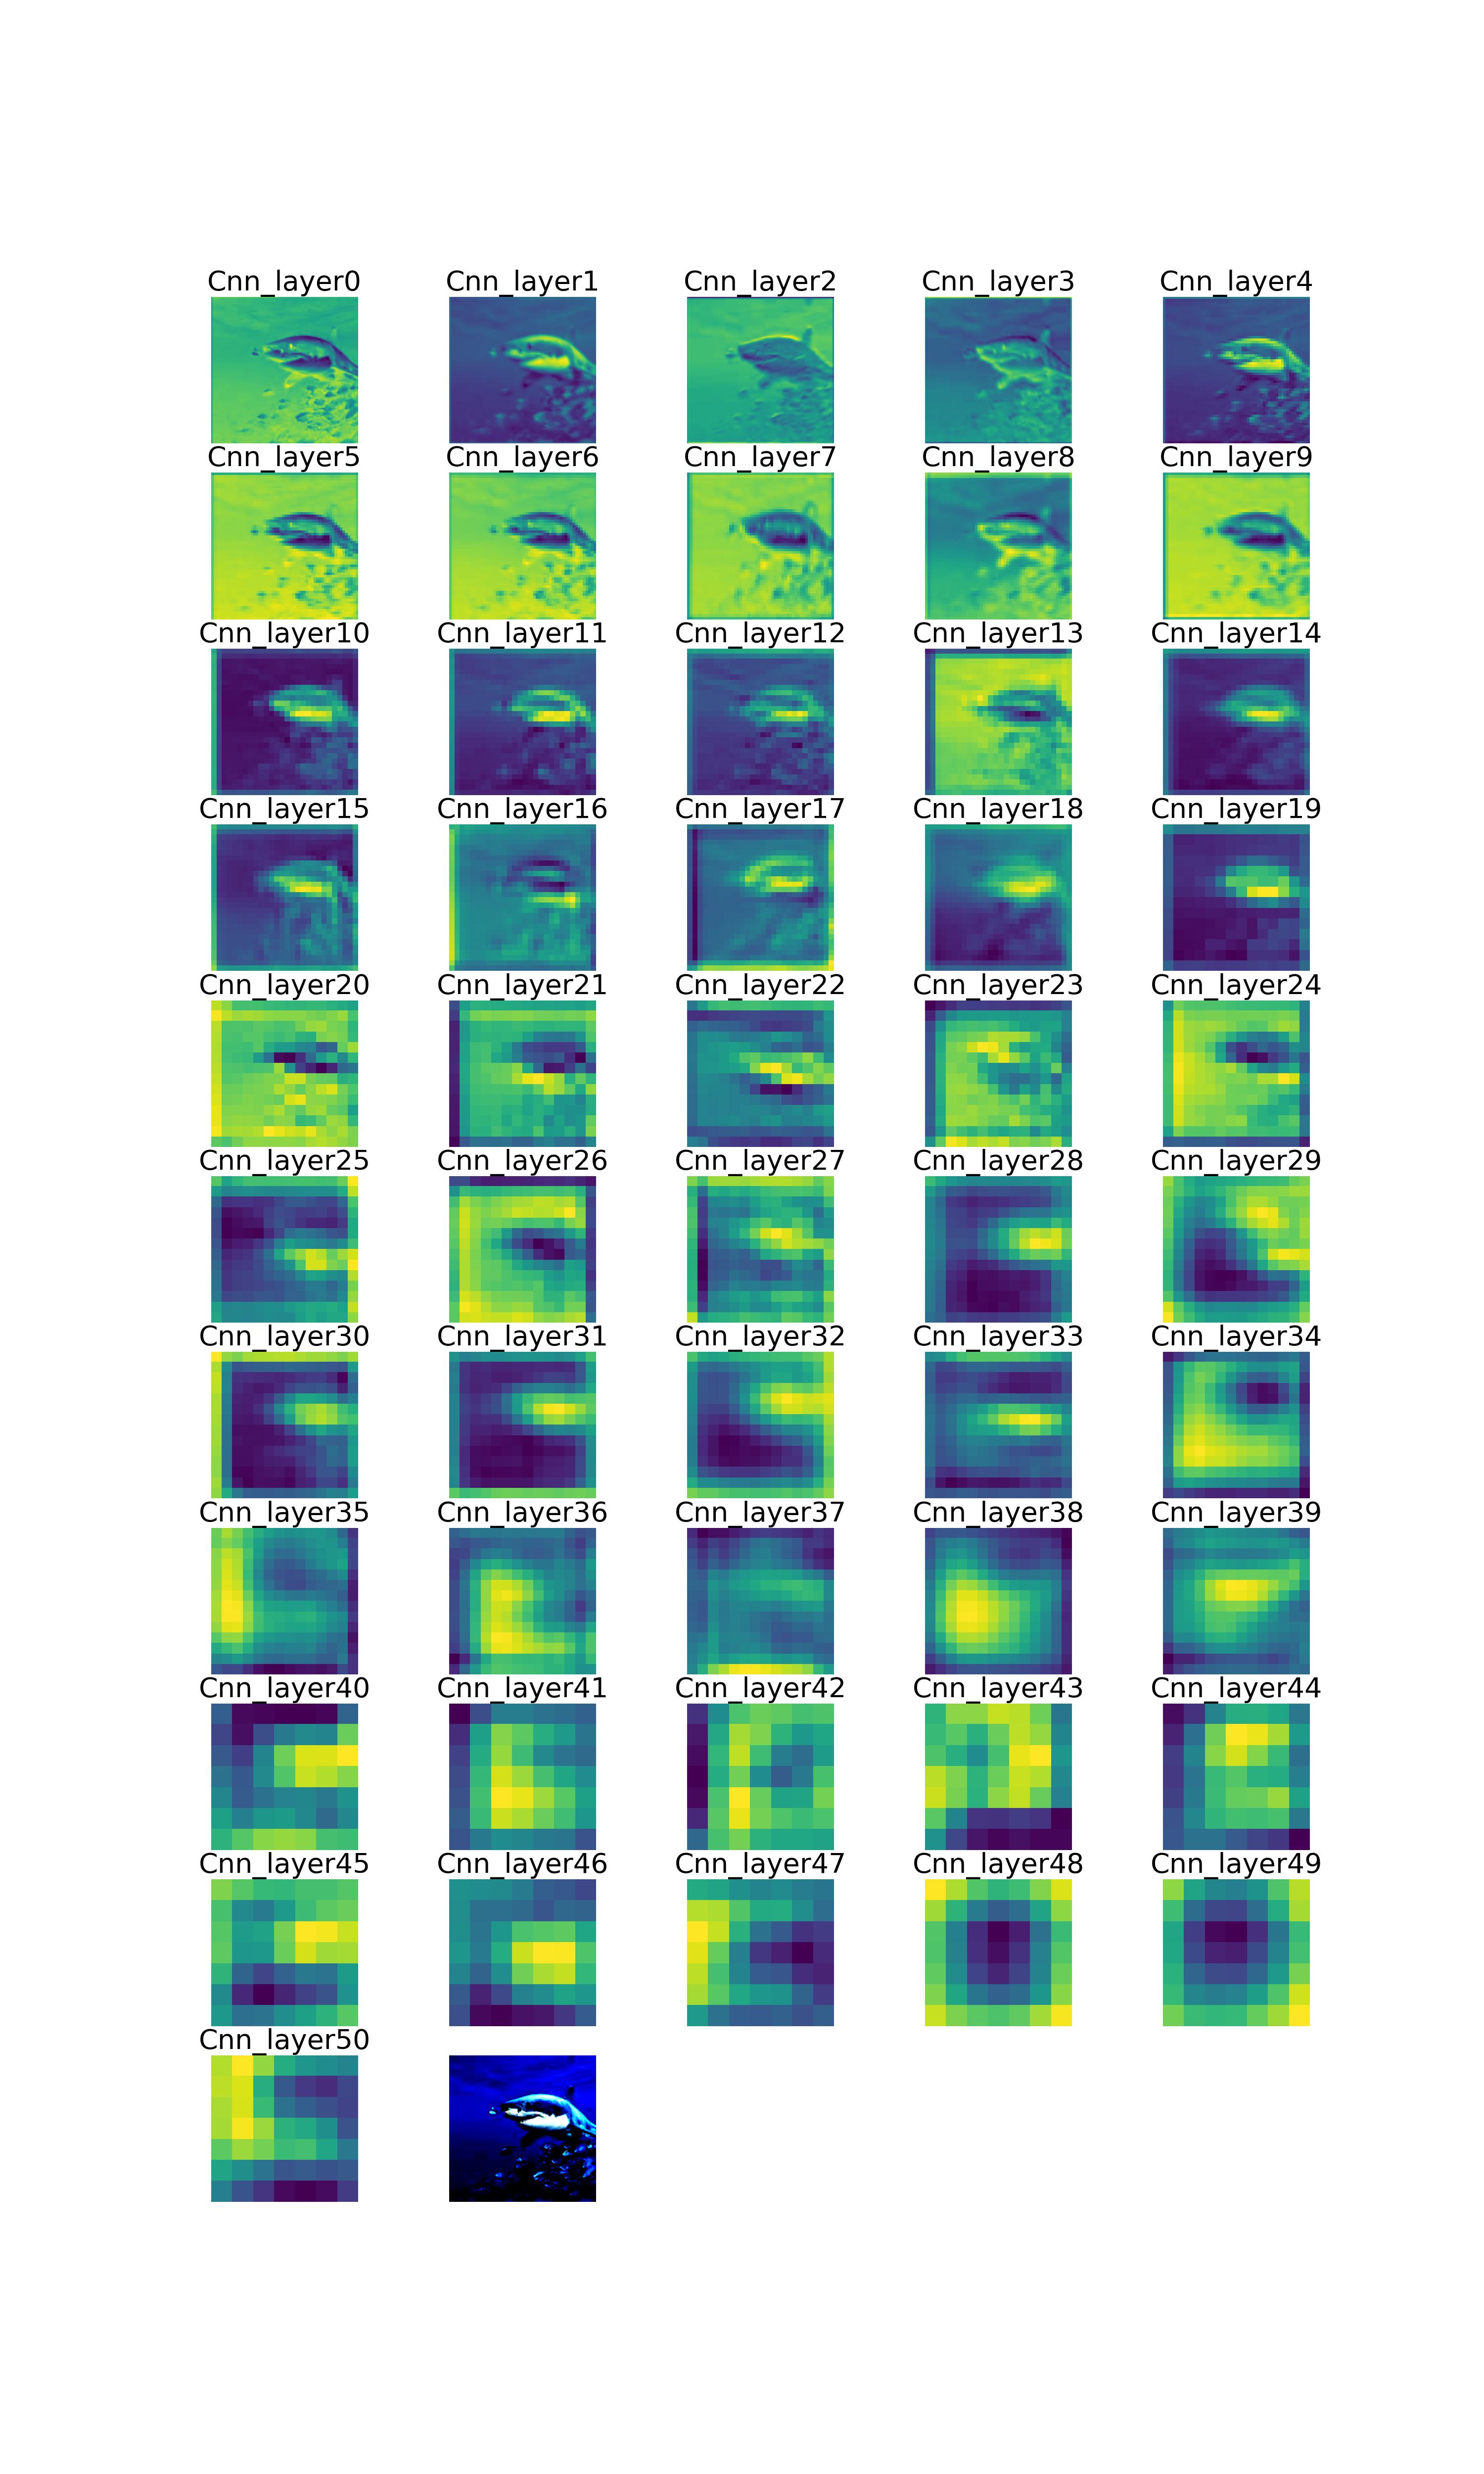 Cnn_layer0 Cnn_layer1 Cnn_layer2 Cnn_layer3 Cnn_layer4
Cnn_layer5 Cnn_layer6 Cnn_layer7 Cnn_layer8 Cnn_layer9
Cnn_layer10 Cnn_layer11 Cnn_layer12 Cnn_layer13 Cnn_layer14
Cnn_layer15 Cnn_layer16 Cnn_layer17 Cnn_layer18 Cnn_layer19
Cnn_layer20 Cnn_layer21 Cnn_layer22 Cnn_layer23 Cnn_layer24
Cnn_layer25 Cnn_layer26 Cnn_layer27 Cnn_layer28 Cnn_layer29
Cnn_layer30 Cnn_layer31 Cnn_layer32 Cnn_layer33 Cnn_layer34
Cnn_layer35 Cnn_layer36 Cnn_layer37 Cnn_layer38 Cnn_layer39
Cnn_layer40 Cnn_layer41 Cnn_layer42 Cnn_layer43 Cnn_layer44
Cnn_layer45 Cnn_layer46 Cnn_layer47 Cnn_layer48 Cnn_layer49
Cnn_layer50